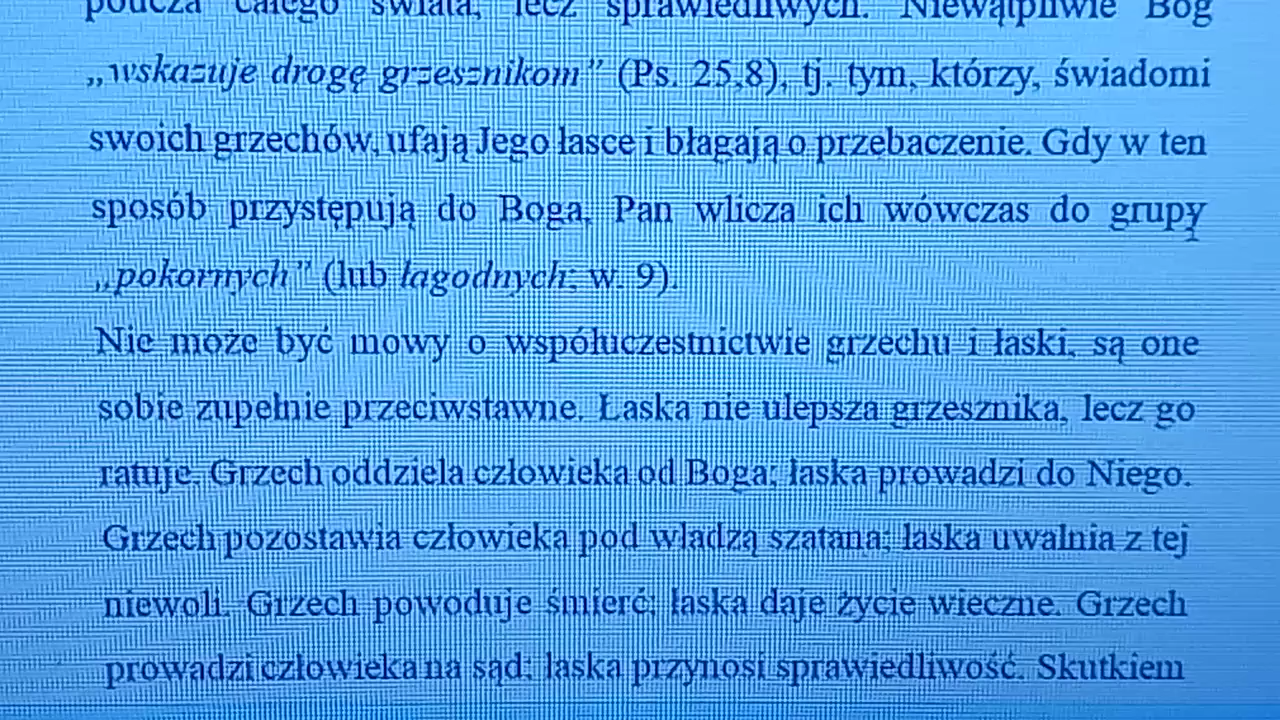 poucza całego świata, lecz sprawiedliwych. Niewątpliwie Bóg
„wskazuje drogę grzesznikom” (Ps. 25,8), tj. tym, którzy, świadomi
swoich grzechów, ufają Jego łasce i błagają o przebaczenie. Gdy w ten
sposób przystępują do Boga, Pan wlicza ich wówczas do grupy
„pokornych” (lub łagodnych; w. 9).
Nie może być mowy o współuczestnictwie grzechu i łaski, są one
sobie zupełnie przeciwstawne. Łaska nie ulepsza grzesznika, lecz go
ratuje. Grzech oddziela człowieka od Boga; łaska prowadzi do Niego.
Grzech pozostawia człowieka pod władzą szatana; łaska uwalnia z tej
niewoli. Grzech powoduje śmierć; łaska daje życie wieczne. Grzech
prowadzi człowieka na sąd; łaska przynosi sprawiedliwość. Skutkiem